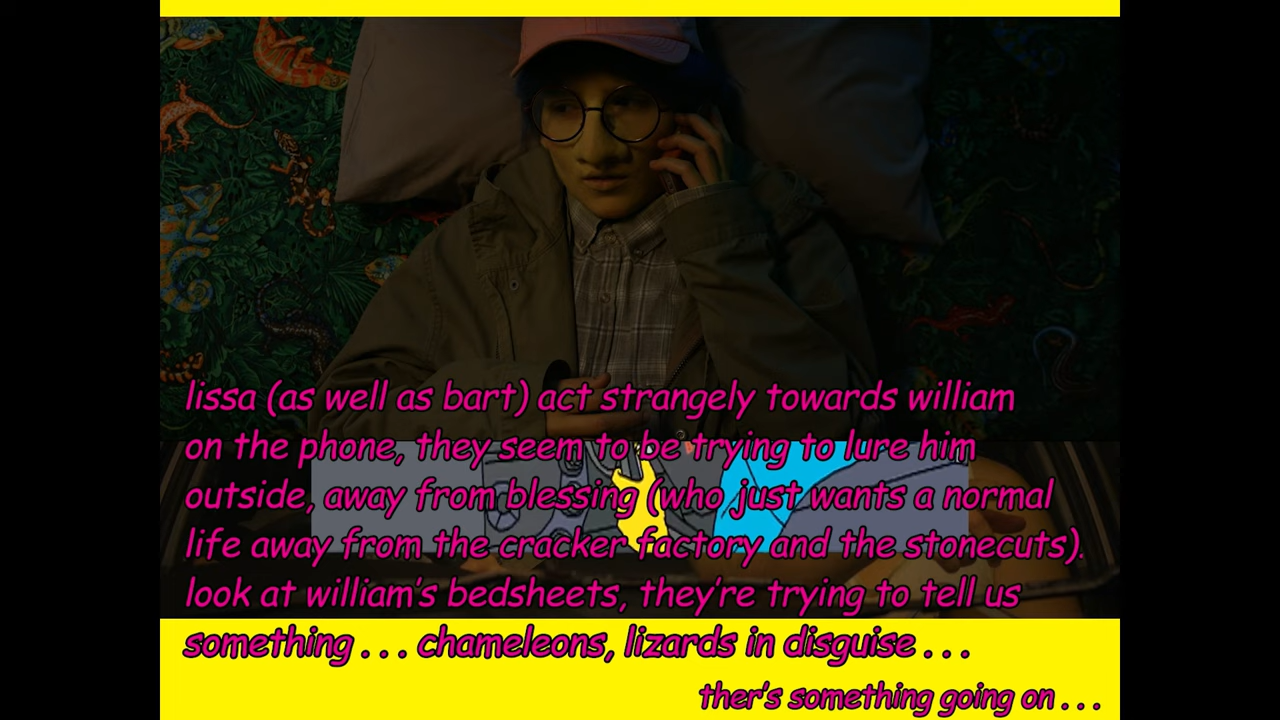 lissa (as well as bart) act strangely towards william
on the phone, they seem to be trying to lure him
outside, away from blessing (who just wants a normal
life away from the cracker factory and the stonecuts).
look at william's bedsheets, they're trying to tell us
something . . . chameleons, lizards in disguise . . .
ther's something going on . . .